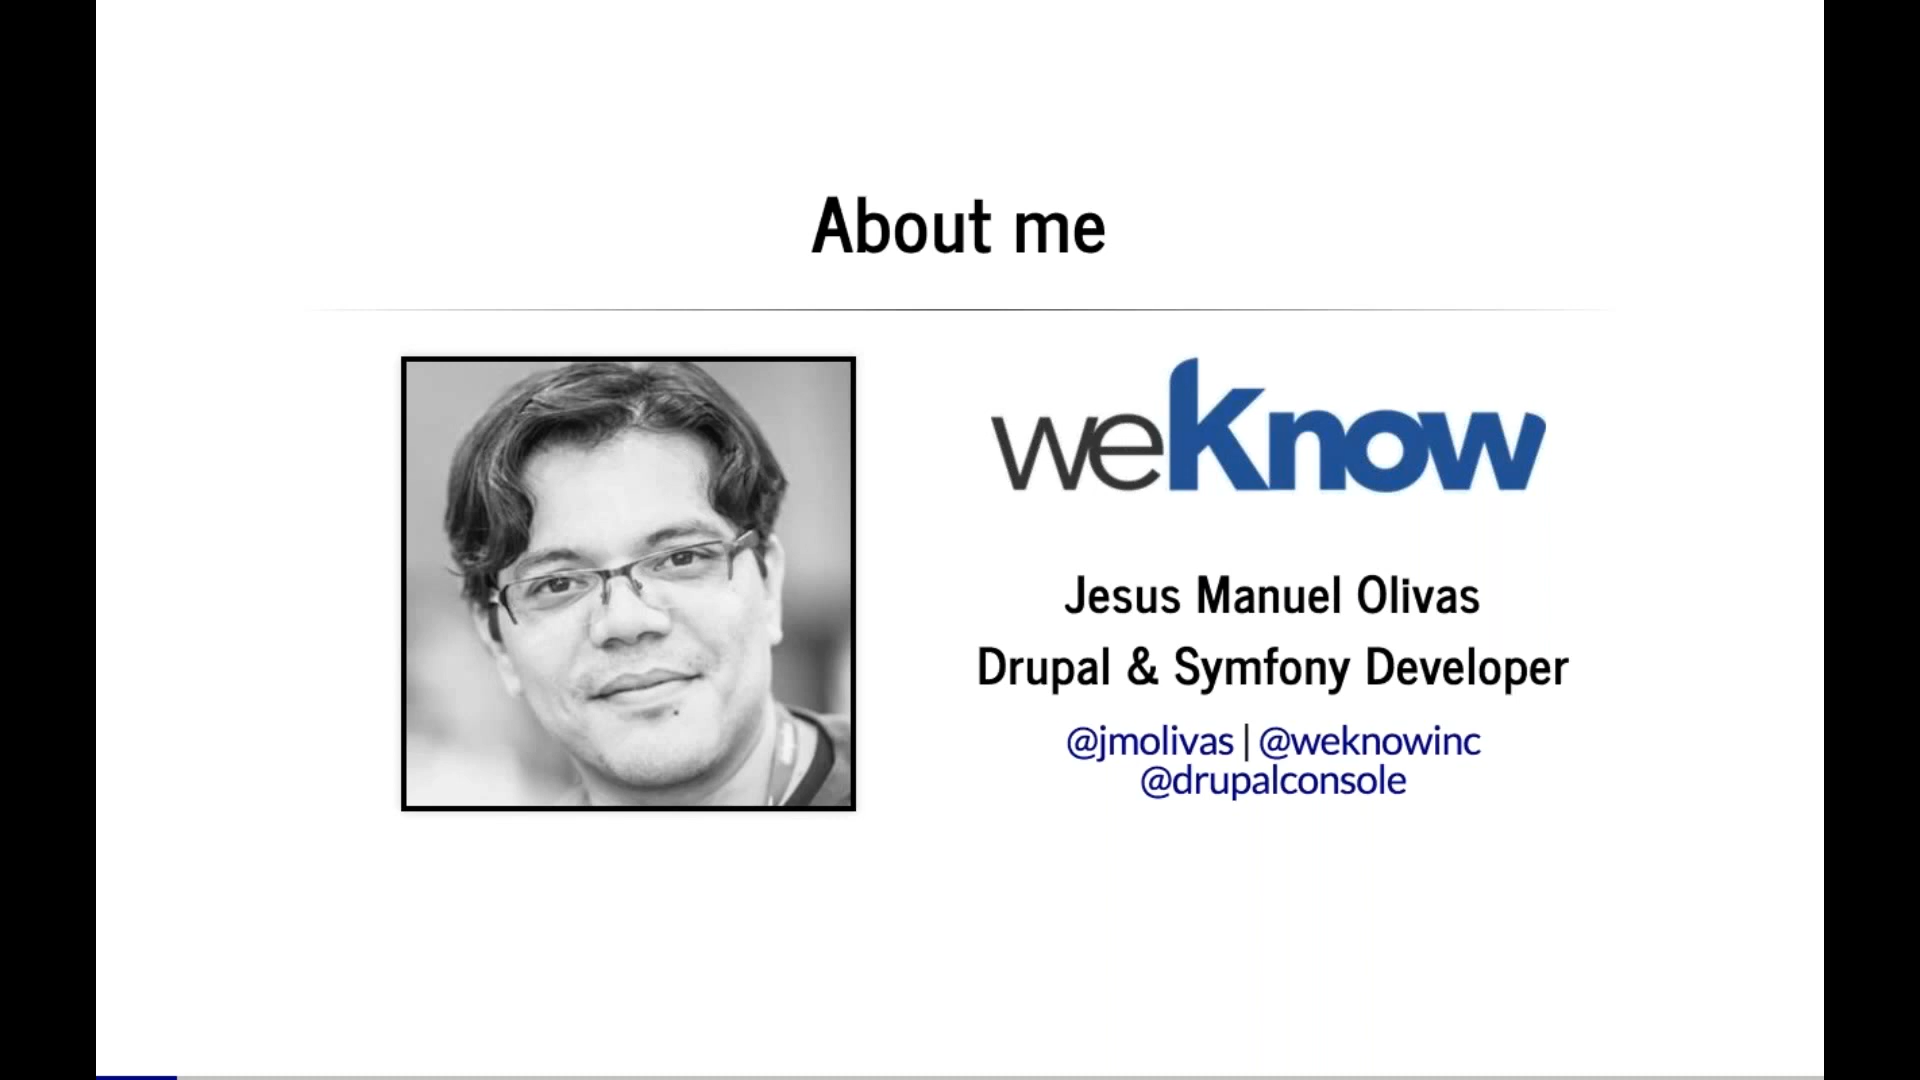 About me
weKnow
Jesus Manuel Olivas
Drupal & Symfony Developer
@jmolivas | @weknowinc
@drupalconsole